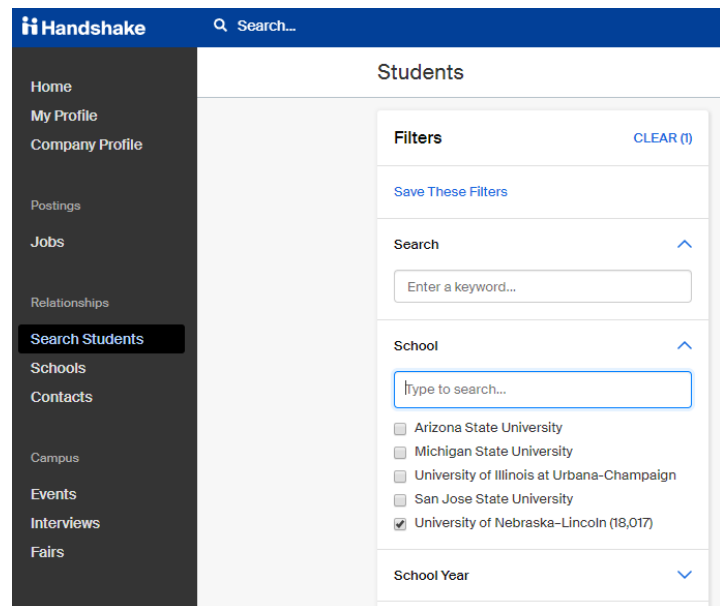 Handshake
Search...
Home
My Profile
Company Profile
Postings
Jobs
Relationships
Search Students
Schools
Contacts
Campus
Events
Interviews
Fairs
Students
Filters
CLEAR (1)
Save These Filters
Search
Enter a keyword...
School
Type to search...
Arizona State University
Michigan State University
University of Illinois at Urbana-Champaign
San Jose State University
University of Nebraska–Lincoln (18,017)
School Year